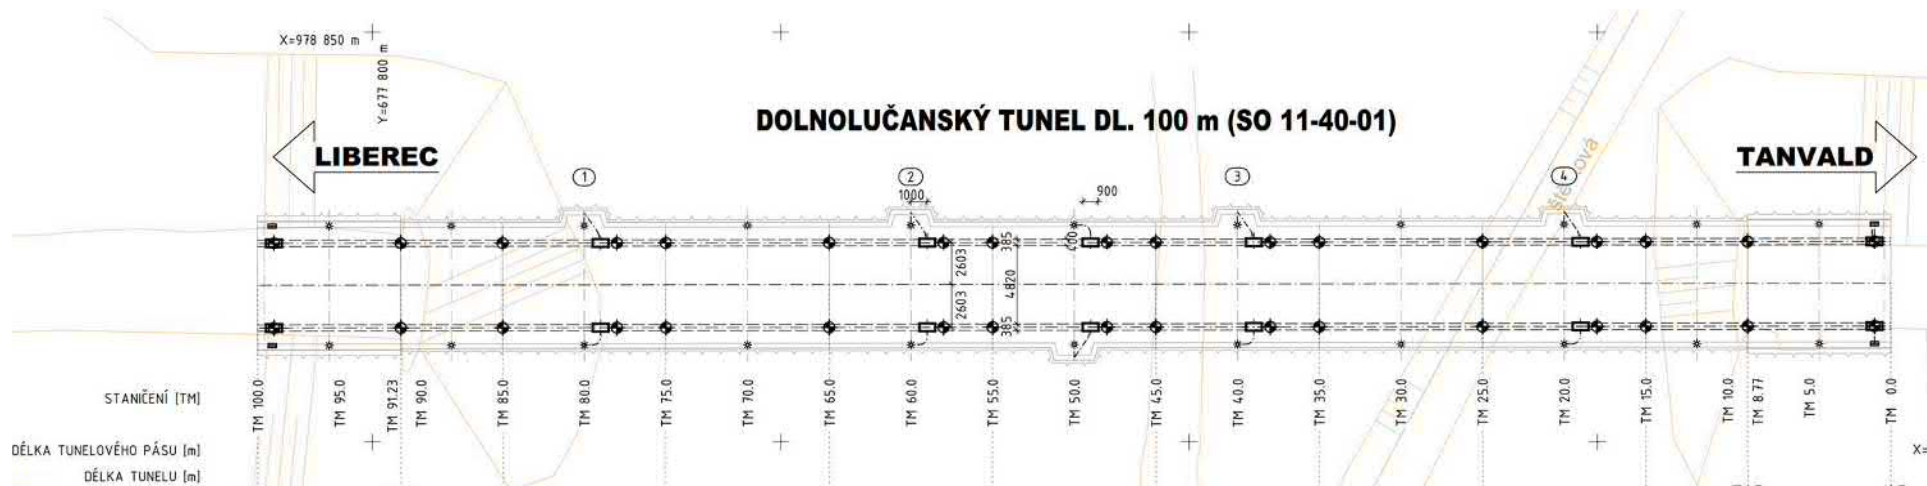 X=978 850 m
Y=677 800 m
DOLNOLUČANSKÝ TUNEL DL. 100 m (SO 11-40-01)
LIBEREC
TANVALD
1
2
3
4
1000
900
385
400
2603
4820
2603
385
STANIČENÍ [TM]
TM 100.0
TM 95.0
TM 91.23
TM 90.0
TM 85.0
TM 80.0
TM 75.0
TM 70.0
TM 65.0
TM 60.0
TM 55.0
TM 50.0
TM 45.0
TM 40.0
TM 35.0
TM 30.0
TM 25.0
TM 20.0
TM 15.0
TM 10.0
TM 8.77
TM 5.0
TM 0.0
DÉLKA TUNELOVÉHO PÁSU [m]
X=
DÉLKA TUNELU [m]